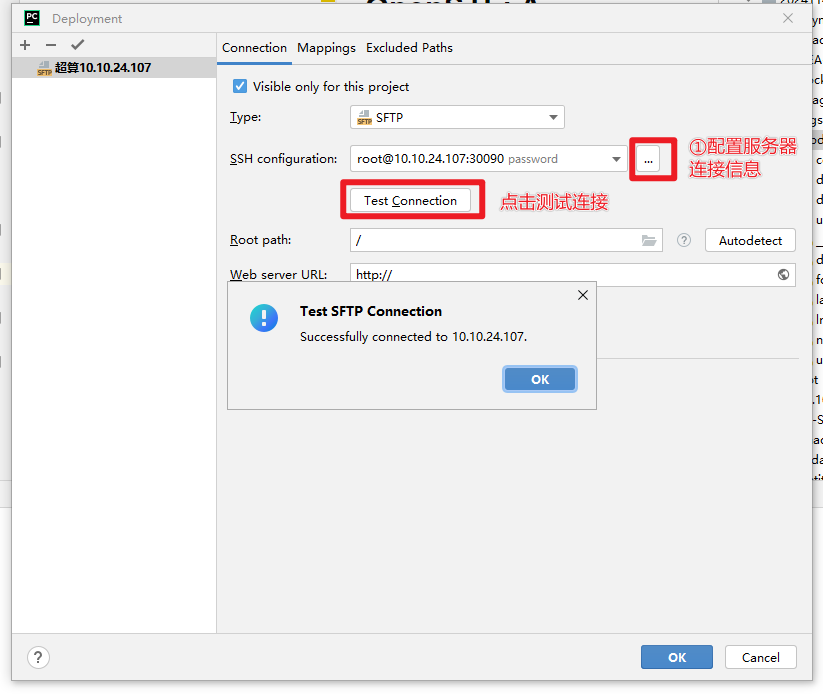 Deployment
超算10.10.24.107
Connection Mappings Excluded Paths
Visible only for this project
Type: SFTP
SSH configuration: root@10.10.24.107:30090 password ...
①配置服务器
连接信息
Test Connection 点击测试连接
Root path: / ? Autodetect
Web server URL: http://
Test SFTP Connection
Successfully connected to 10.10.24.107.
OK
? OK Cancel